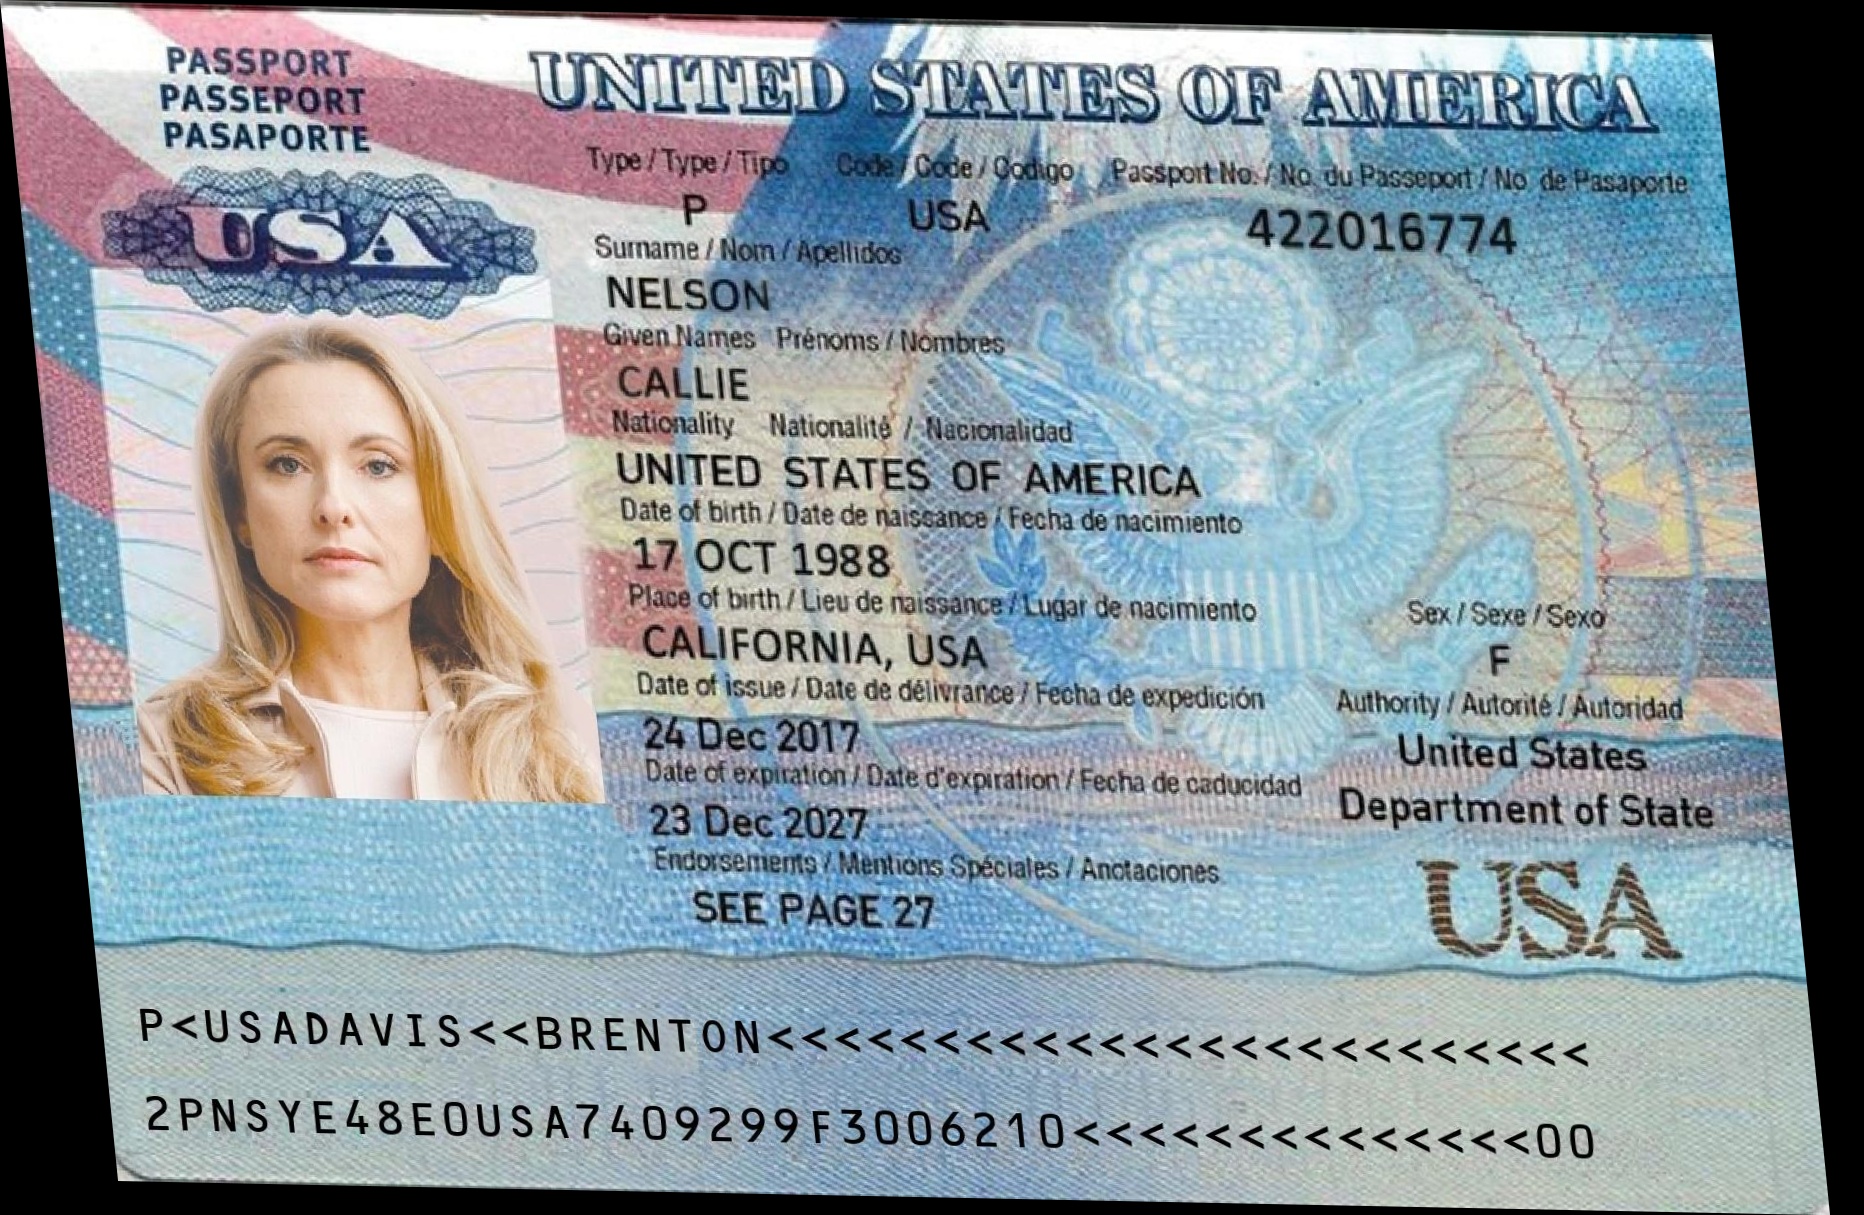 PASSPORT
PASSEPORT
PASAPORTE
USA
UNITED STATES OF AMERICA
Type / Type / Tipo Code / Code / Codigo Passport No. / No. du Passeport / No. de Pasaporte
P USA 422016774
Surname / Nom / Apellidos
NELSON
Given Names Prénoms / Nombres
CALLIE
Nationality Nationalité / Nacionalidad
UNITED STATES OF AMERICA
Date of birth / Date de naissance / Fecha de nacimiento
17 OCT 1988
Place of birth / Lieu de naissance / Lugar de nacimiento
CALIFORNIA, USA
Sex / Sexe / Sexo
F
Date of issue / Date de délivrance / Fecha de expedición
24 Dec 2017
Authority / Autorité / Autoridad
United States
Department of State
Date of expiration / Date d'expiration / Fecha de caducidad
23 Dec 2027
Endorsements / Mentions Spéciales / Anotaciones
SEE PAGE 27
USA
P<USADAVIS<<BRENTON<<<<<<<<<<<<<<<<<<<<<<<<<
2PNSYE48E0USA7409299F3006210<<<<<<<<<<<<<<00